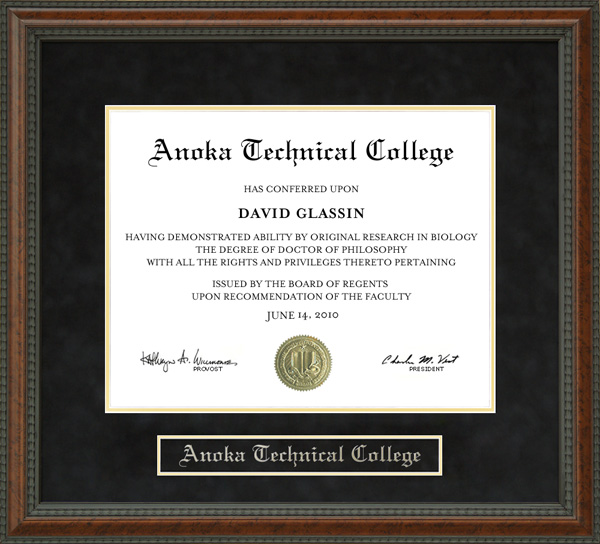 Anoka Technical College
HAS CONFERRED UPON
DAVID GLASSIN
HAVING DEMONSTRATED ABILITY BY ORIGINAL RESEARCH IN BIOLOGY
THE DEGREE OF DOCTOR OF PHILOSOPHY
WITH ALL THE RIGHTS AND PRIVILEGES THERETO PERTAINING
ISSUED BY THE BOARD OF REGENTS
UPON RECOMMENDATION OF THE FACULTY
JUNE 14, 2010
PROVOST
Charles M. Vest
PRESIDENT
Anoka Technical College